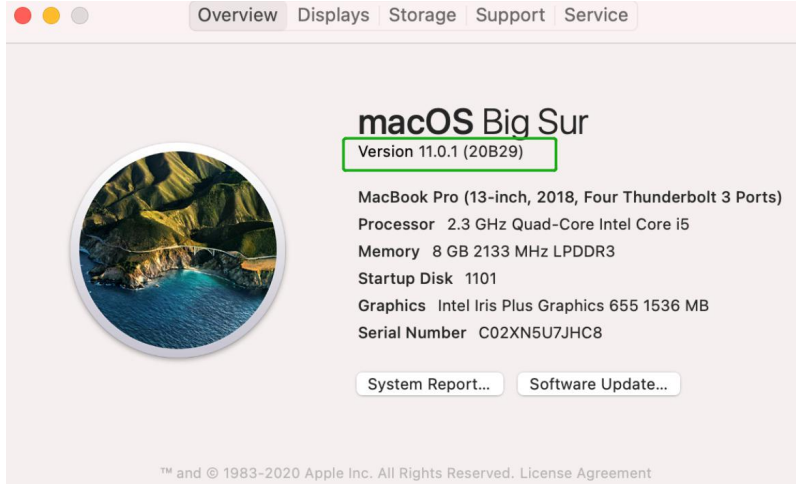 Overview Displays Storage Support Service
macOS Big Sur
Version 11.0.1 (20B29)
MacBook Pro (13-inch, 2018, Four Thunderbolt 3 Ports)
Processor 2.3 GHz Quad-Core Intel Core i5
Memory 8 GB 2133 MHz LPDDR3
Startup Disk 1101
Graphics Intel Iris Plus Graphics 655 1536 MB
Serial Number C02XN5U7JHC8
System Report... Software Update...
™ and © 1983-2020 Apple Inc. All Rights Reserved. License Agreement